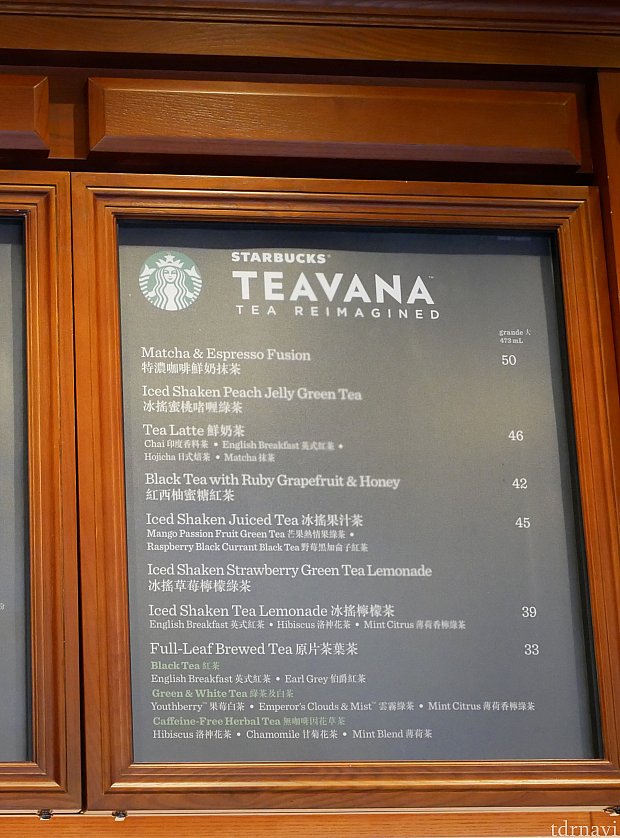 STARBUCKS®
TEAVANA™
TEA REIMAGINED
grande 大
473 mL
Matcha & Espresso Fusion 50
特濃咖啡鮮奶抹茶
Iced Shaken Peach Jelly Green Tea
冰搖蜜桃啫喱綠茶
Tea Latte 鮮奶茶 46
Chai 印度香料茶 • English Breakfast 英式紅茶 •
Hojicha 日式焙茶 • Matcha 抹茶
Black Tea with Ruby Grapefruit & Honey 42
紅西柚蜜糖紅茶
Iced Shaken Juiced Tea 冰搖果汁茶 45
Mango Passion Fruit Green Tea 芒果熱情果綠茶 •
Raspberry Black Currant Black Tea 野莓黑加侖子紅茶
Iced Shaken Strawberry Green Tea Lemonade
冰搖草莓檸檬綠茶
Iced Shaken Tea Lemonade 冰搖檸檬茶 39
English Breakfast 英式紅茶 • Hibiscus 洛神花茶 • Mint Citrus 薄荷香檸綠茶
Full-Leaf Brewed Tea 原片茶葉茶 33
Black Tea 紅茶
English Breakfast 英式紅茶 • Earl Grey 伯爵紅茶
Green & White Tea 綠茶及白茶
Youthberry™ 果莓白茶 • Emperor's Clouds & Mist™ 雲霧綠茶 • Mint Citrus 薄荷香檸綠茶
Caffeine-Free Herbal Tea 無咖啡因花草茶
Hibiscus 洛神花茶 • Chamomile 甘菊花茶 • Mint Blend 薄荷茶
tdrnavi